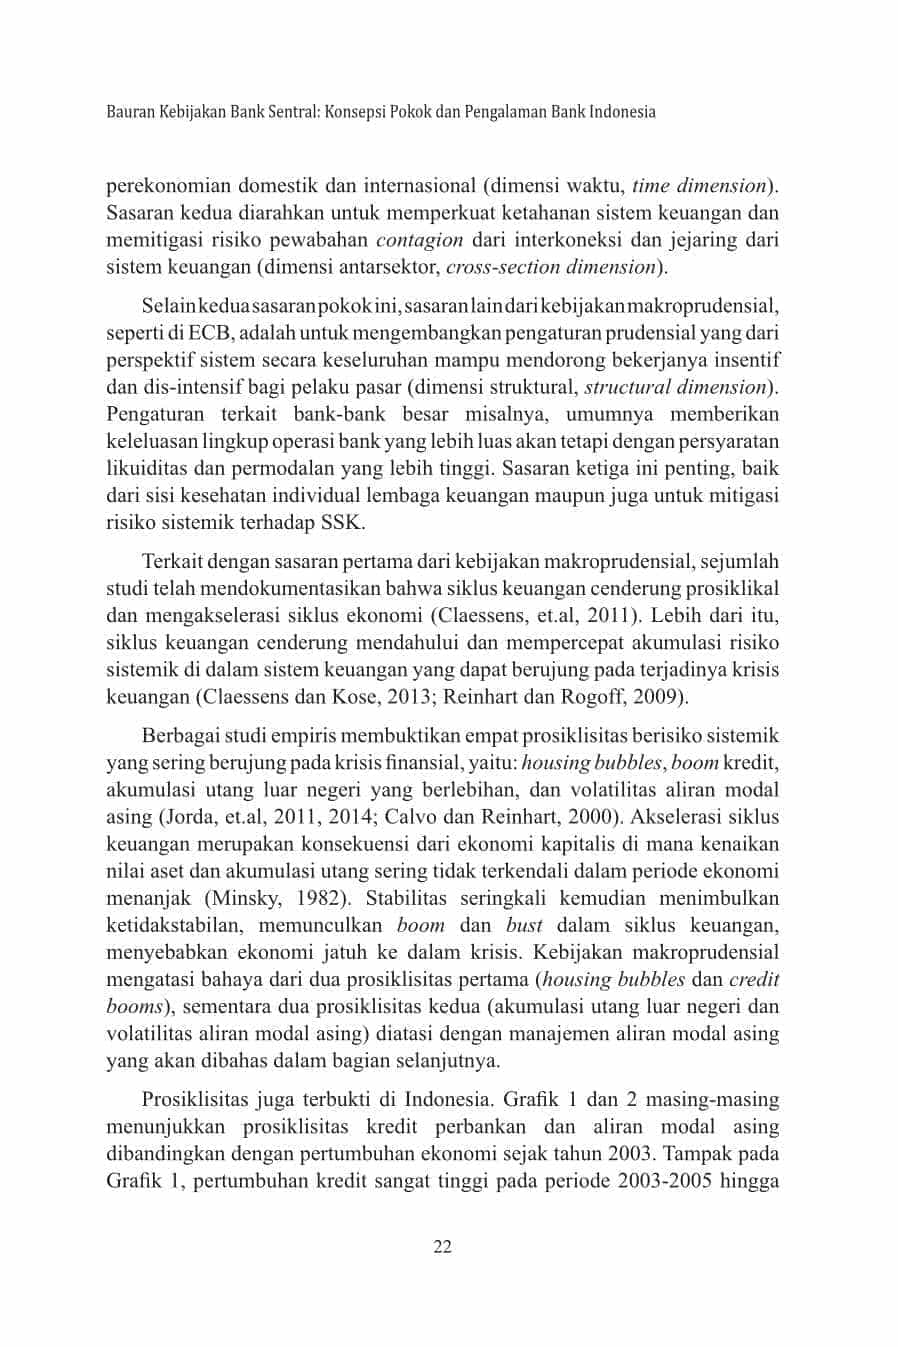 Bauran Kebijakan Bank Sentral: Konsepsi Pokok dan Pengalaman Bank Indonesia
perekonomian domestik dan internasional (dimensi waktu, time dimension).
Sasaran kedua diarahkan untuk memperkuat ketahanan sistem keuangan dan
memitigasi risiko pewabahan contagion dari interkoneksi dan jejaring dari
sistem keuangan (dimensi antarsektor, cross-section dimension).
Selain kedua sasaran pokok ini, sasaran lain dari kebijakan makroprudensial,
seperti di ECB, adalah untuk mengembangkan pengaturan prudensial yang dari
perspektif sistem secara keseluruhan mampu mendorong bekerjanya insentif
dan dis-intensif bagi pelaku pasar (dimensi struktural, structural dimension).
Pengaturan terkait bank-bank besar misalnya, umumnya memberikan
keleluasan lingkup operasi bank yang lebih luas akan tetapi dengan persyaratan
likuiditas dan permodalan yang lebih tinggi. Sasaran ketiga ini penting, baik
dari sisi kesehatan individual lembaga keuangan maupun juga untuk mitigasi
risiko sistemik terhadap SSK.
Terkait dengan sasaran pertama dari kebijakan makroprudensial, sejumlah
studi telah mendokumentasikan bahwa siklus keuangan cenderung prosiklikal
dan mengakselerasi siklus ekonomi (Claessens, et.al, 2011). Lebih dari itu,
siklus keuangan cenderung mendahului dan mempercepat akumulasi risiko
sistemik di dalam sistem keuangan yang dapat berujung pada terjadinya krisis
keuangan (Claessens dan Kose, 2013; Reinhart dan Rogoff, 2009).
Berbagai studi empiris membuktikan empat prosiklisitas berisiko sistemik
yang sering berujung pada krisis finansial, yaitu: housing bubbles, boom kredit,
akumulasi utang luar negeri yang berlebihan, dan volatilitas aliran modal
asing (Jorda, et.al, 2011, 2014; Calvo dan Reinhart, 2000). Akselerasi siklus
keuangan merupakan konsekuensi dari ekonomi kapitalis di mana kenaikan
nilai aset dan akumulasi utang sering tidak terkendali dalam periode ekonomi
menanjak (Minsky, 1982). Stabilitas seringkali kemudian menimbulkan
ketidakstabilan, memunculkan boom dan bust dalam siklus keuangan,
menyebabkan ekonomi jatuh ke dalam krisis. Kebijakan makroprudensial
mengatasi bahaya dari dua prosiklisitas pertama (housing bubbles dan credit
booms), sementara dua prosiklisitas kedua (akumulasi utang luar negeri dan
volatilitas aliran modal asing) diatasi dengan manajemen aliran modal asing
yang akan dibahas dalam bagian selanjutnya.
Prosiklisitas juga terbukti di Indonesia. Grafik 1 dan 2 masing-masing
menunjukkan prosiklisitas kredit perbankan dan aliran modal asing
dibandingkan dengan pertumbuhan ekonomi sejak tahun 2003. Tampak pada
Grafik 1, pertumbuhan kredit sangat tinggi pada periode 2003-2005 hingga
22